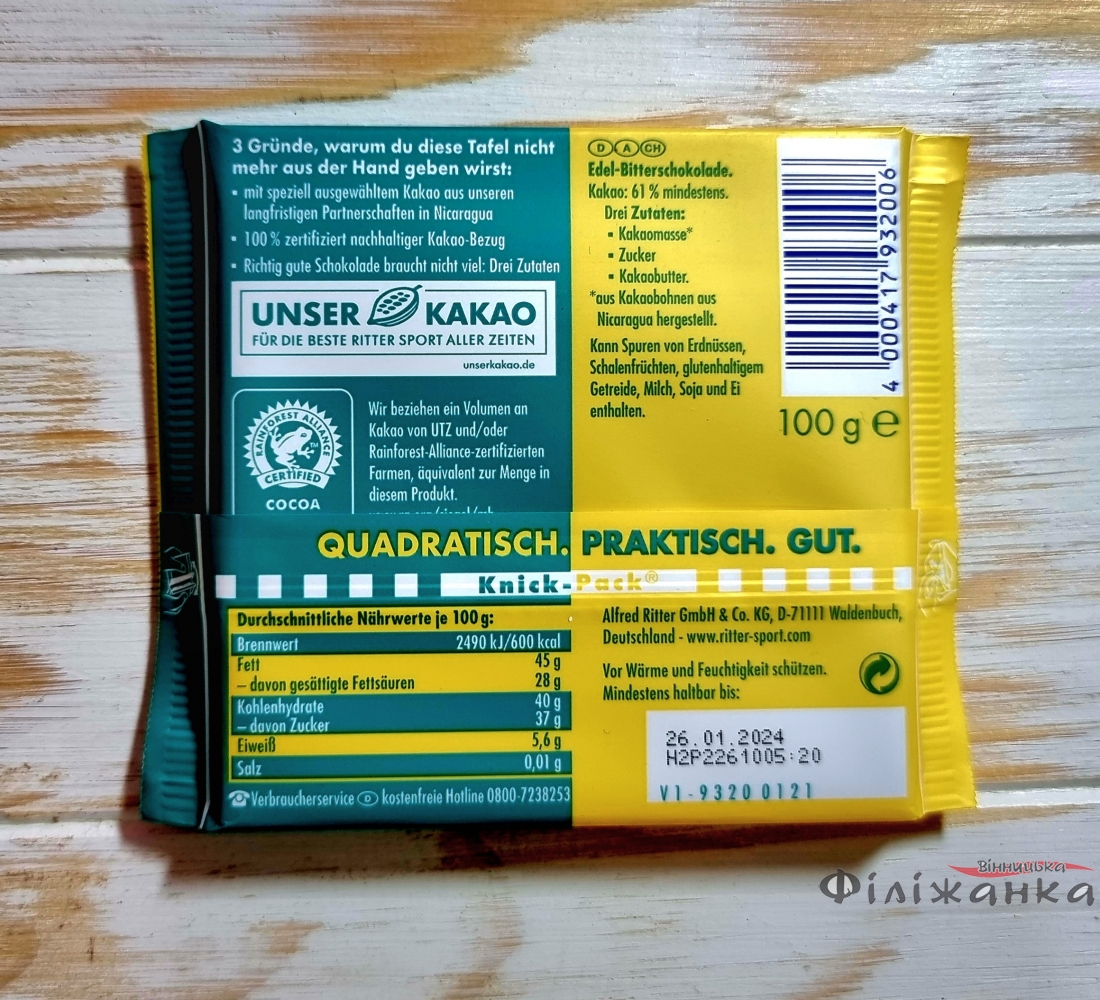 3 Gründe, warum du diese Tafel nicht
mehr aus der Hand geben wirst:
• mit speziell ausgewähltem Kakao aus unseren
langfristigen Partnerschaften in Nicaragua
• 100 % zertifiziert nachhaltiger Kakao-Bezug
• Richtig gute Schokolade braucht nicht viel: Drei Zutaten
UNSER KAKAO
FÜR DIE BESTE RITTER SPORT ALLER ZEITEN
unserkakao.de
RAINFOREST ALLIANCE
TM
CERTIFIED
COCOA
Wir beziehen ein Volumen an
Kakao von UTZ und/oder
Rainforest-Alliance-zertifizierten
Farmen, äquivalent zur Menge in
diesem Produkt.
D A CH
Edel-Bitterschokolade.
Kakao: 61 % mindestens.
Drei Zutaten:
• Kakaomasse*
• Zucker
• Kakaobutter.
*aus Kakaobohnen aus
Nicaragua hergestellt.
Kann Spuren von Erdnüssen,
Schalenfrüchten, glutenhaltigem
Getreide, Milch, Soja und Ei
enthalten.
4 000417 932006
100 g e
QUADRATISCH. PRAKTISCH. GUT.
Knick-Pack®
Durchschnittliche Nährwerte je 100 g:
Brennwert 2490 kJ/600 kcal
Fett 45 g
– davon gesättigte Fettsäuren 28 g
Kohlenhydrate 40 g
– davon Zucker 37 g
Eiweiß 5,6 g
Salz 0,01 g
Verbraucherservice D kostenfreie Hotline 0800-7238253
Alfred Ritter GmbH & Co. KG, D-71111 Waldenbuch,
Deutschland - www.ritter-sport.com
Vor Wärme und Feuchtigkeit schützen.
Mindestens haltbar bis:
26.01.2024
H2P2261005:20
V1-9320 0121
Вінницька
Філіжанка